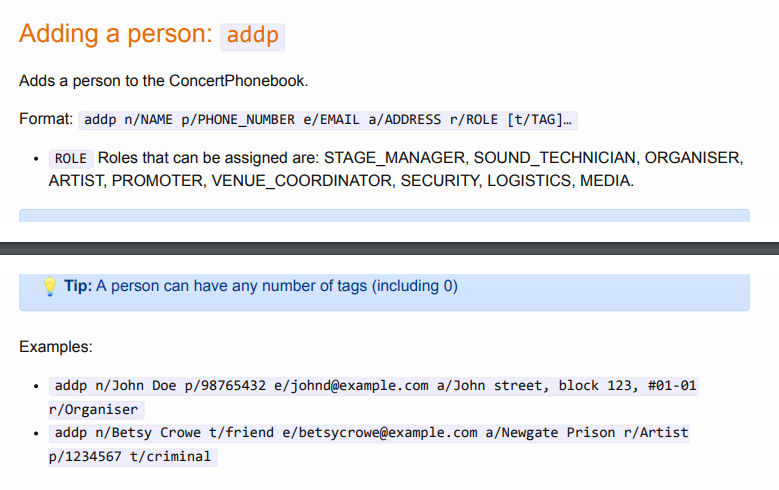 Adding a person: addp
Adds a person to the ConcertPhonebook.
Format: addp n/NAME p/PHONE_NUMBER e/EMAIL a/ADDRESS r/ROLE [t/TAG]…
• ROLE Roles that can be assigned are: STAGE_MANAGER, SOUND_TECHNICIAN, ORGANISER,
ARTIST, PROMOTER, VENUE_COORDINATOR, SECURITY, LOGISTICS, MEDIA.
💡 Tip: A person can have any number of tags (including 0)
Examples:
• addp n/John Doe p/98765432 e/johnd@example.com a/John street, block 123, #01-01
r/Organiser
• addp n/Betsy Crowe t/friend e/betsycrowe@example.com a/Newgate Prison r/Artist
p/1234567 t/criminal